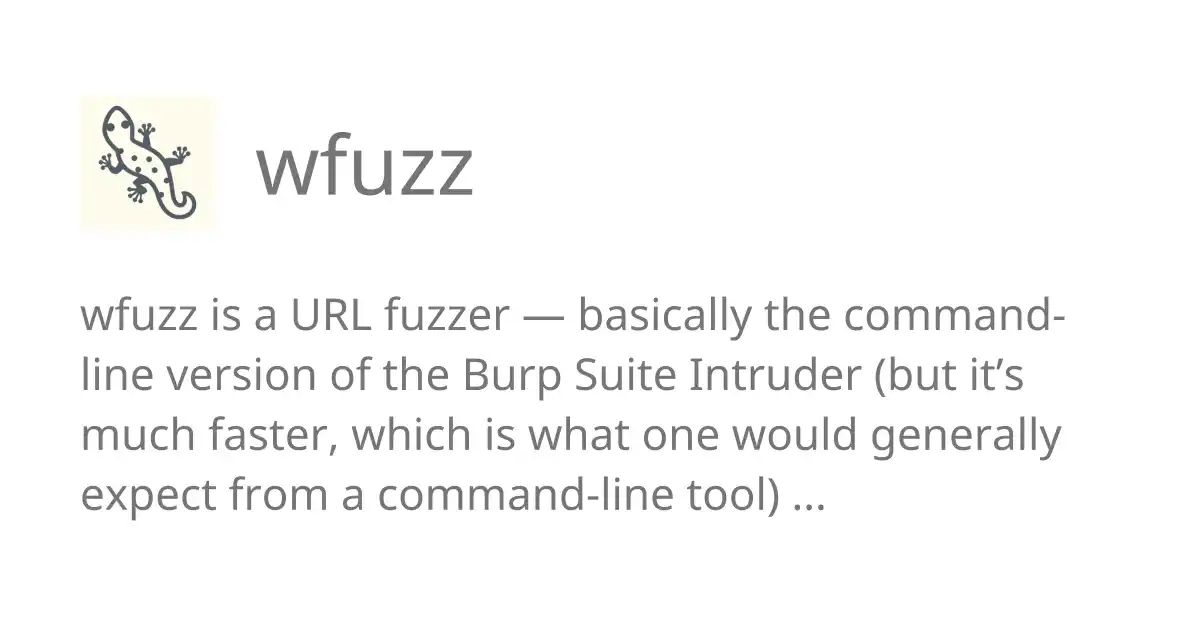 wfuzz
wfuzz is a URL fuzzer — basically the command-
line version of the Burp Suite Intruder (but it’s
much faster, which is what one would generally
expect from a command-line tool) ...